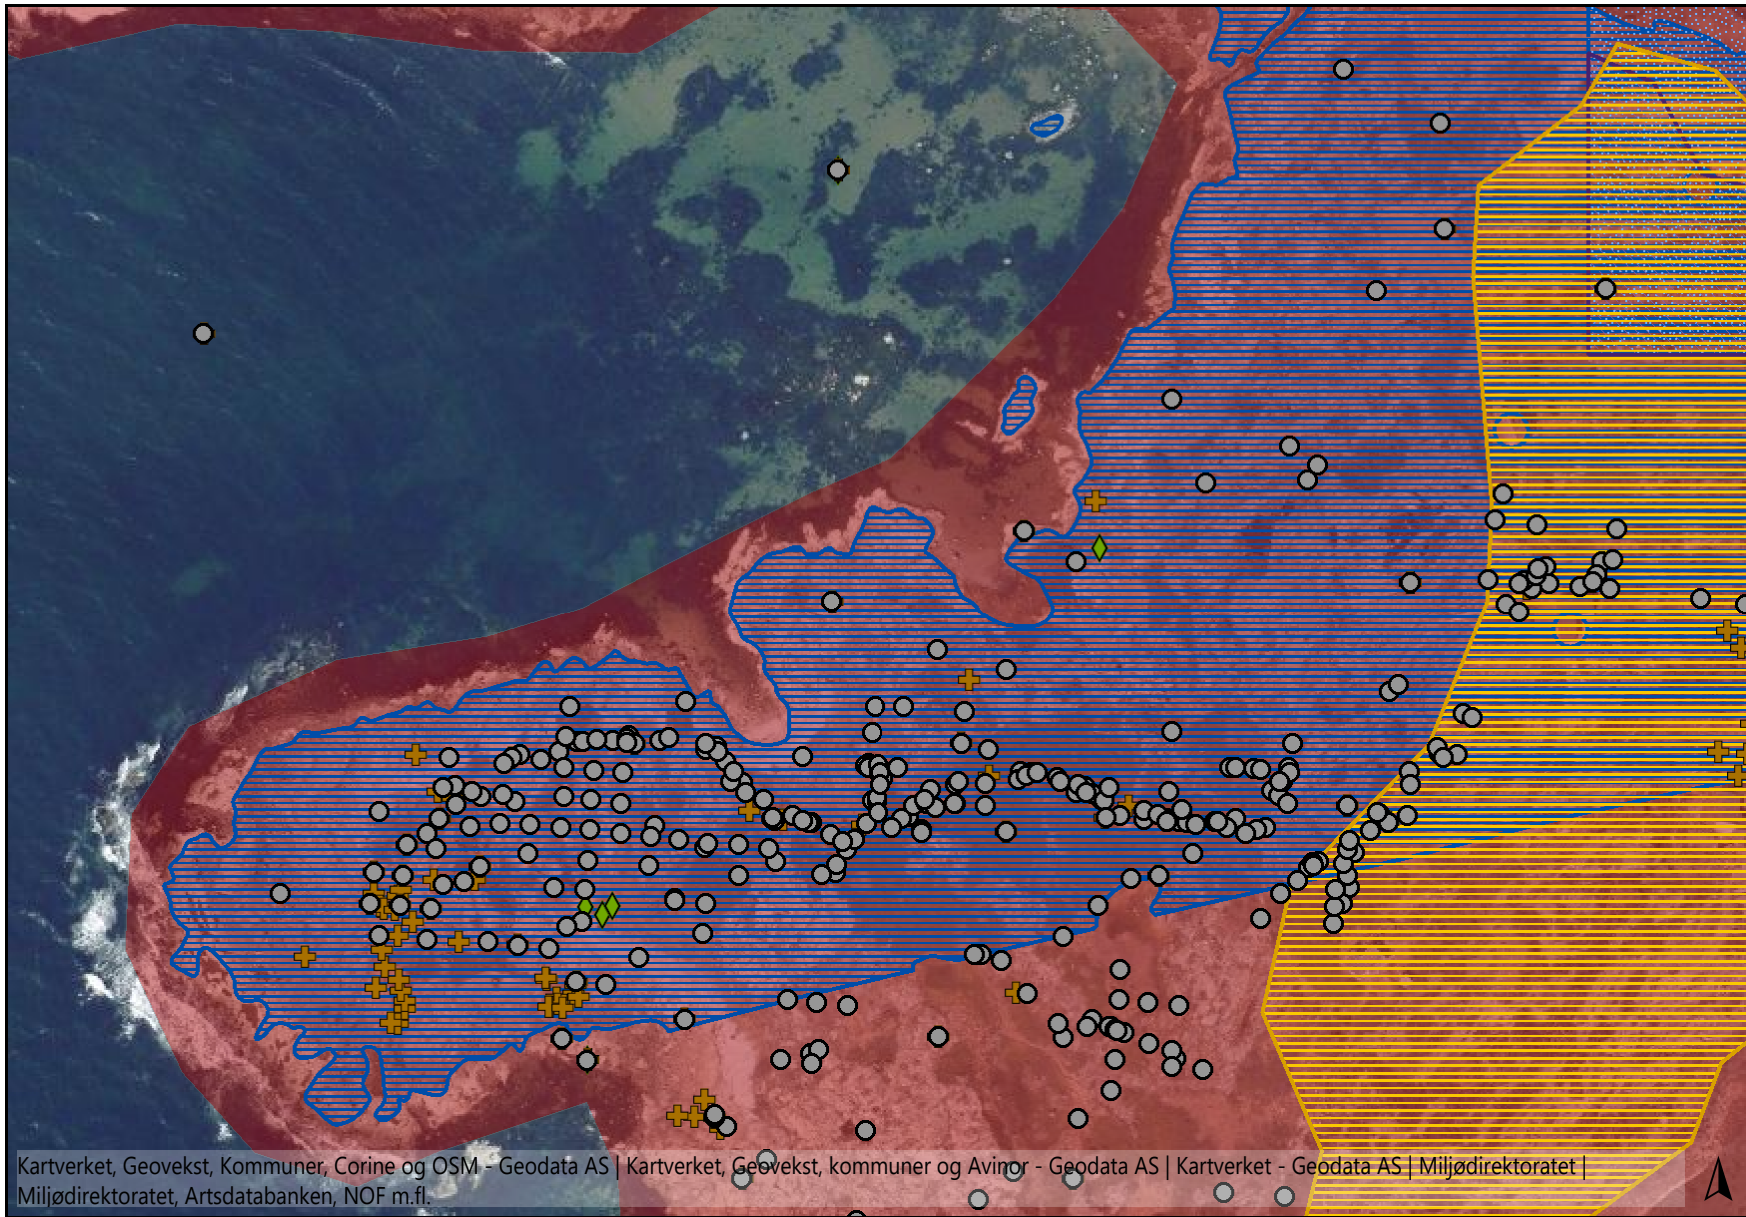 Kartverket, Geovekst, Kommuner, Corine og OSM - Geodata AS | Kartverket, Geovekst, kommuner og Avinor - Geodata AS | Kartverket - Geodata AS | Miljødirektoratet |
Miljødirektoratet, Artsdatabanken, NOF m.fl.